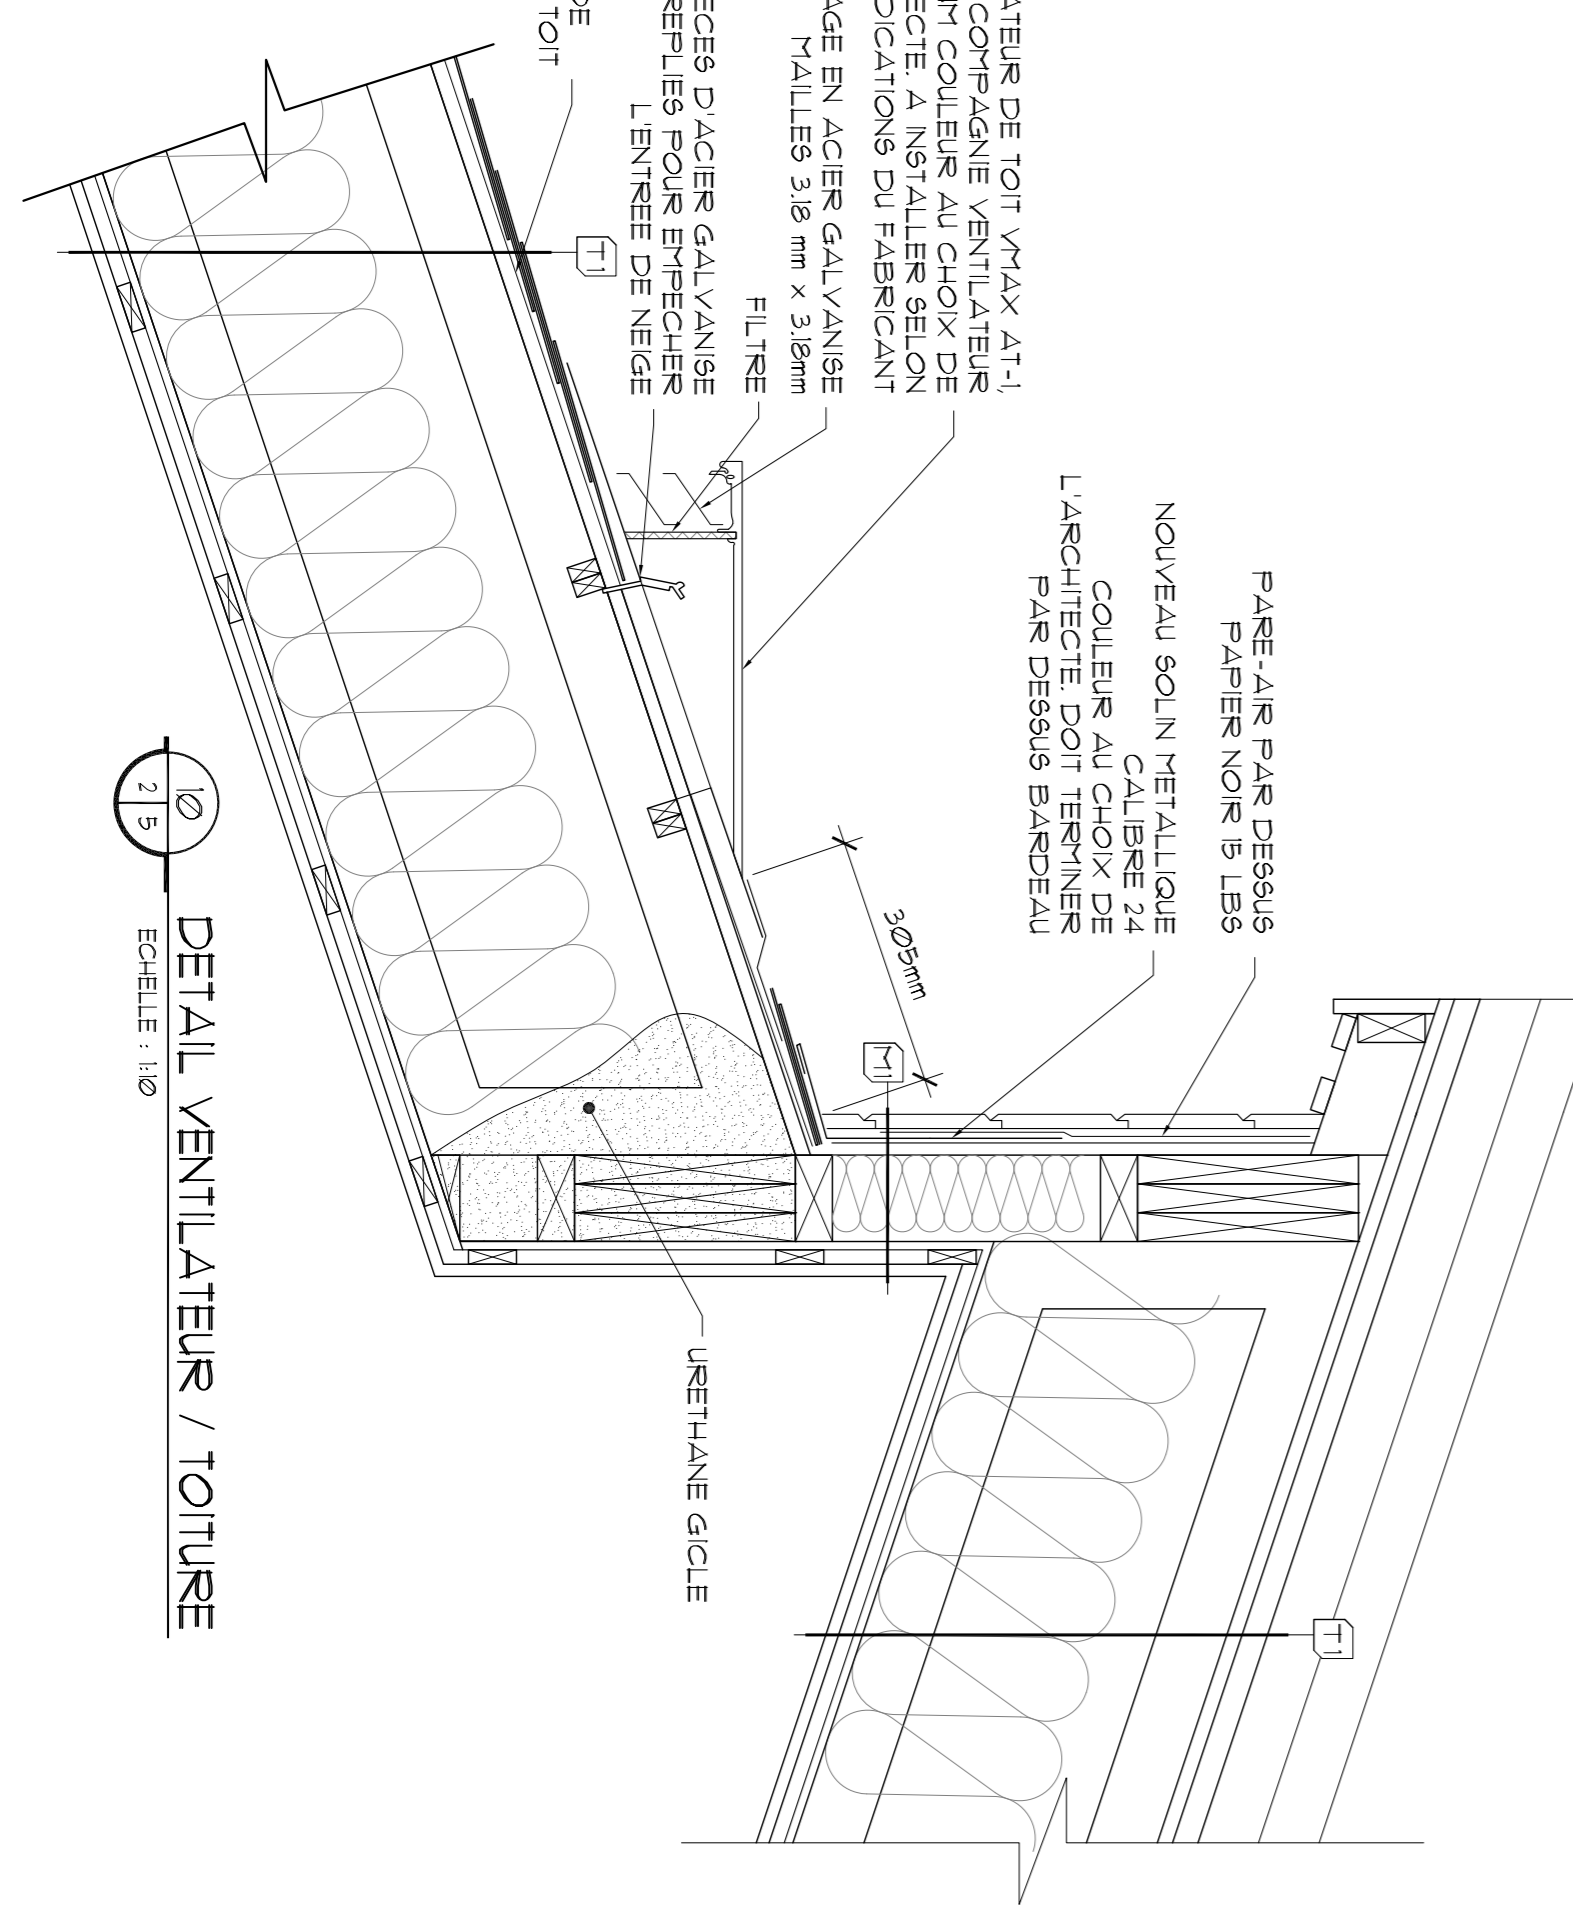 PARE-AIR PAR DESSUS
PAPIER NOIR 15 LBS
NOUVEAU SOLIN METALLIQUE
CALIBRE 24
COULEUR AU CHOIX DE
L'ARCHITECTE. DOIT TERMINER
PAR DESSUS BARDEAU
ATEUR DE TOIT VMAX AT-1,
COMPAGNIE VENTILATEUR
IM COULEUR AU CHOIX DE
ECTE. A INSTALLER SELON
DICATIONS DU FABRICANT
AGE EN ACIER GALVANISE
MAILLES 3.18 mm x 3.18mm
FILTRE
ECES D'ACIER GALVANISE
REPLIES POUR EMPECHER
L'ENTREE DE NEIGE
DE
TOIT
T1
305mm
M1
T1
URETHANE GICLE
10
2 5
DETAIL VENTILATEUR / TOITURE
ECHELLE : 1:10